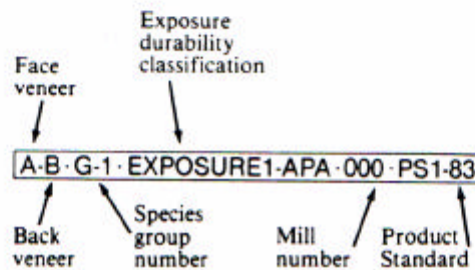 Exposure
durability
classification
Face
veneer
A-B · G-1 · EXPOSURE1-APA · 000 · PS1-83
Back
veneer
Species
group
number
Mill
number
Product
Standard